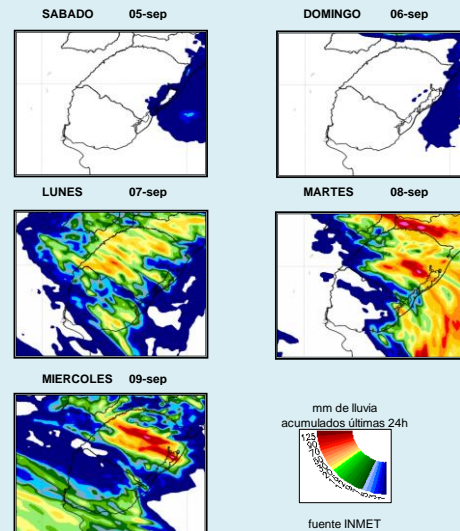 SABADO 05-sep
DOMINGO 06-sep
LUNES 07-sep
MARTES 08-sep
MIERCOLES 09-sep
mm de lluvia
acumulados últimas 24h
fuente INMET